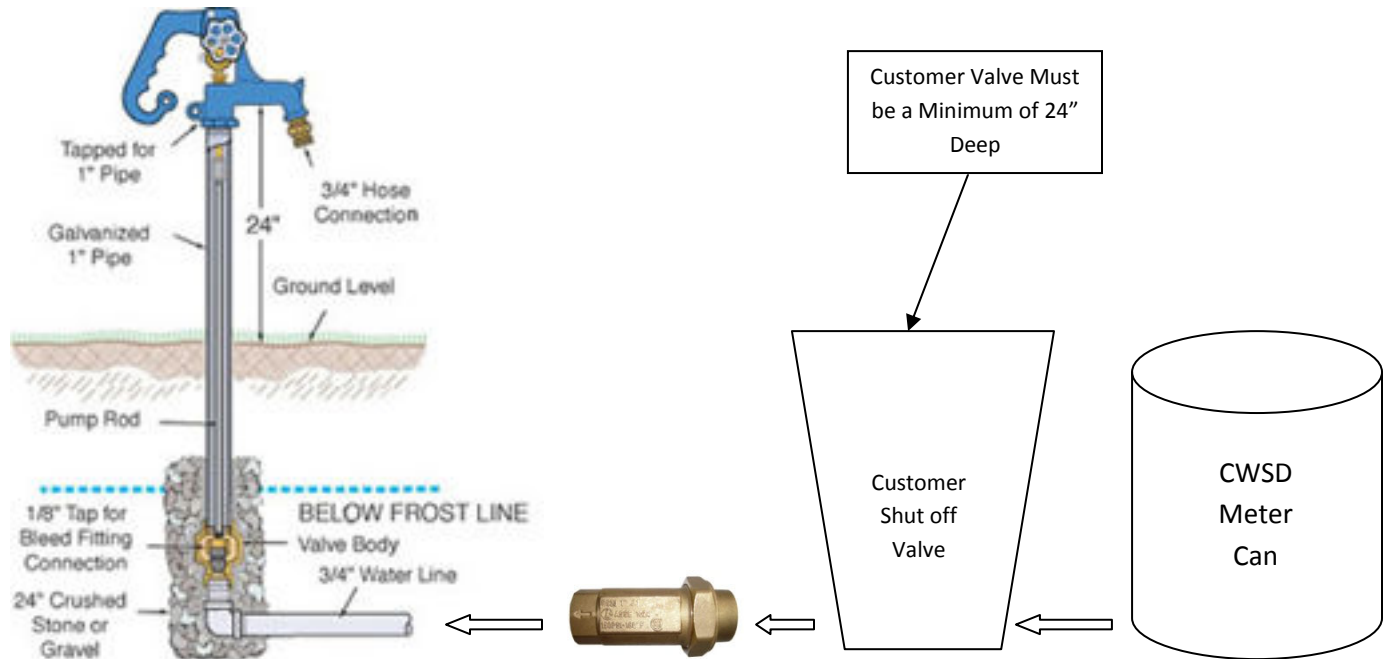 Customer Valve Must
be a Minimum of 24”
Deep
Tapped for
1" Pipe
3/4" Hose
Connection
24"
Galvanized
1" Pipe
Ground Level
Pump Rod
1/8" Tap for
Bleed Fitting
Connection
BELOW FROST LINE
Valve Body
3/4" Water Line
24" Crushed
Stone or
Gravel
Customer
Shut off
Valve
CWSD
Meter
Can